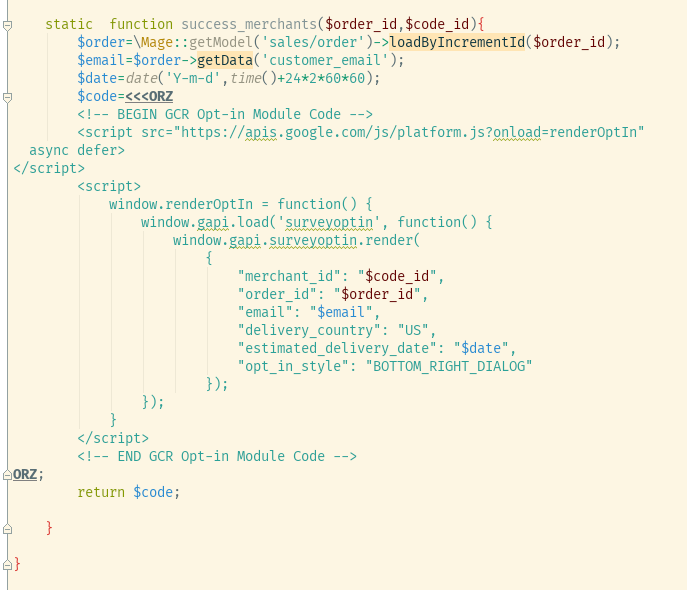 static  function success_merchants($order_id,$code_id){
$order=\Mage::getModel('sales/order')->loadByIncrementId($order_id);
$email=$order->getData('customer_email');
$date=date('Y-m-d',time()+24*2*60*60);
$code=<<<ORZ
<!-- BEGIN GCR Opt-in Module Code -->
<script src="https://apis.google.com/js/platform.js?onload=renderOptIn"
async defer>
</script>
<script>
window.renderOptIn = function() {
window.gapi.load('surveyoptin', function() {
window.gapi.surveyoptin.render(
{
"merchant_id": "$code_id",
"order_id": "$order_id",
"email": "$email",
"delivery_country": "US",
"estimated_delivery_date": "$date",
"opt_in_style": "BOTTOM_RIGHT_DIALOG"
});
});
}
</script>
<!-- END GCR Opt-in Module Code -->
ORZ;
return $code;
}
}